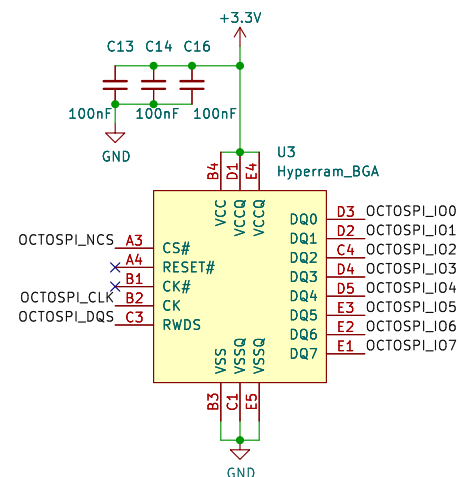 +3.3V
C13 C14 C16
100nF 100nF 100nF
GND
U3
Hyperram_BGA
B4 D1 E4
VCC VCCQ VCCQ
OCTOSPI_NCS A3 CS#
A4 RESET#
B1 CK#
OCTOSPI_CLK B2 CK
OCTOSPI_DQS C3 RWDS
DQ0 D3 OCTOSPI_IO0
DQ1 D2 OCTOSPI_IO1
DQ2 C4 OCTOSPI_IO2
DQ3 D4 OCTOSPI_IO3
DQ4 D5 OCTOSPI_IO4
DQ5 E3 OCTOSPI_IO5
DQ6 E2 OCTOSPI_IO6
DQ7 E1 OCTOSPI_IO7
VSS VSSQ VSSQ
B3 C1 E5
GND